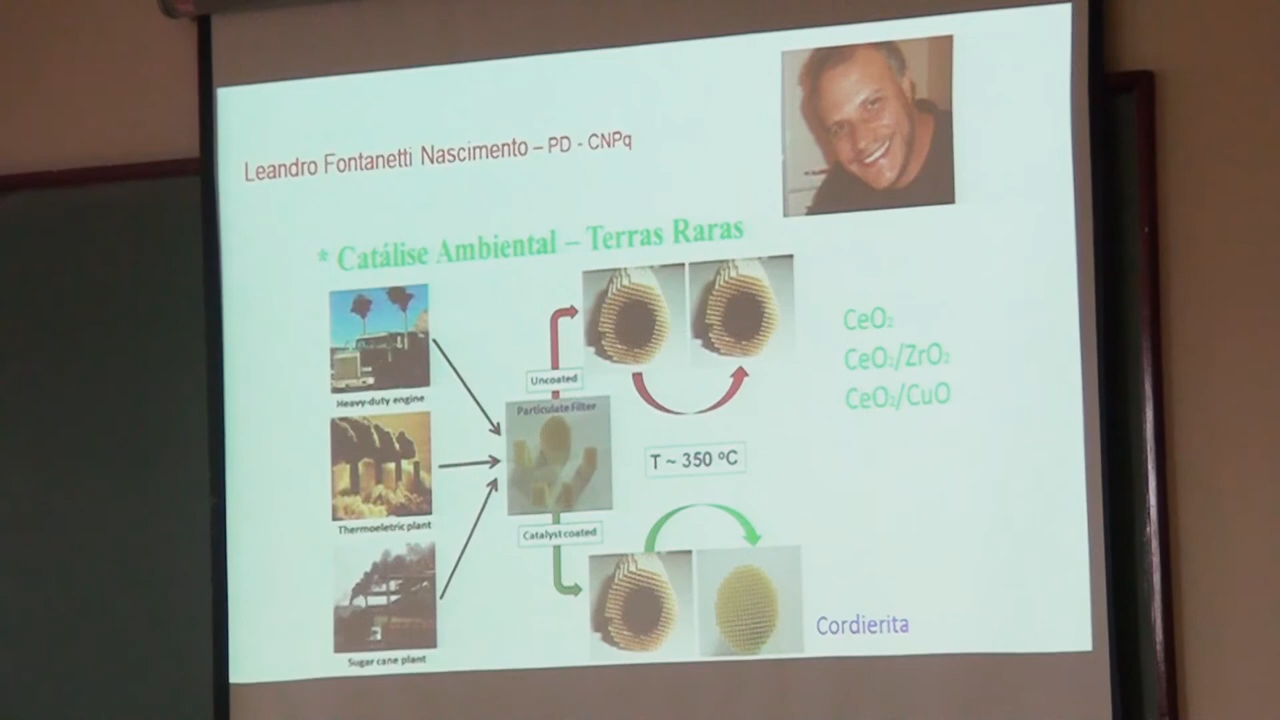 Leandro Fontanetti Nascimento – PD - CNPq
* Catálise Ambiental – Terras Raras
CeO₂
CeO₂/ZrO₂
CeO₂/CuO
Uncoated
Heavy-duty engine
Particulate Filter
T ~ 350 ºC
Thermoeletric plant
Catalyst coated
Cordierita
Sugar cane plant